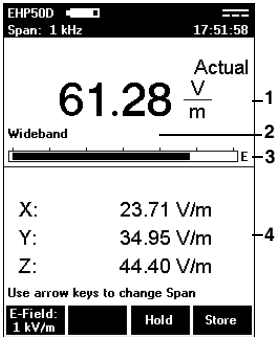 EHP50D
Span: 1 kHz 17:51:58
Actual
61.28 V/m
1
Wideband
2
E
3
X: 23.71 V/m
Y: 34.95 V/m
4
Z: 44.40 V/m
Use arrow keys to change Span
E-Field: 1 kV/m Hold Store